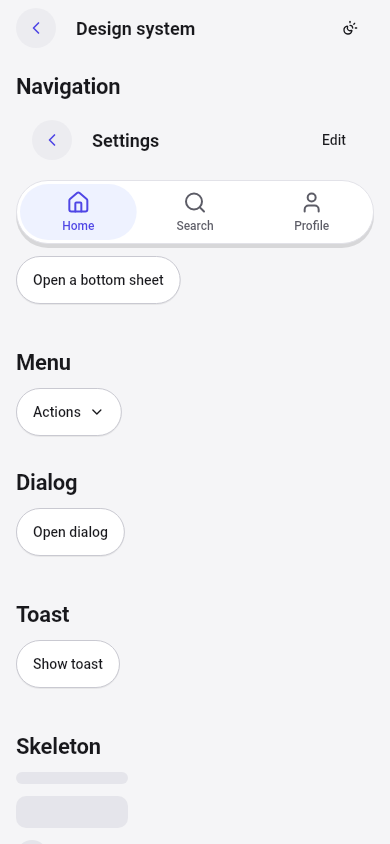 Design system
Navigation
Settings
Edit
Home
Search
Profile
Open a bottom sheet
Menu
Actions
Dialog
Open dialog
Toast
Show toast
Skeleton